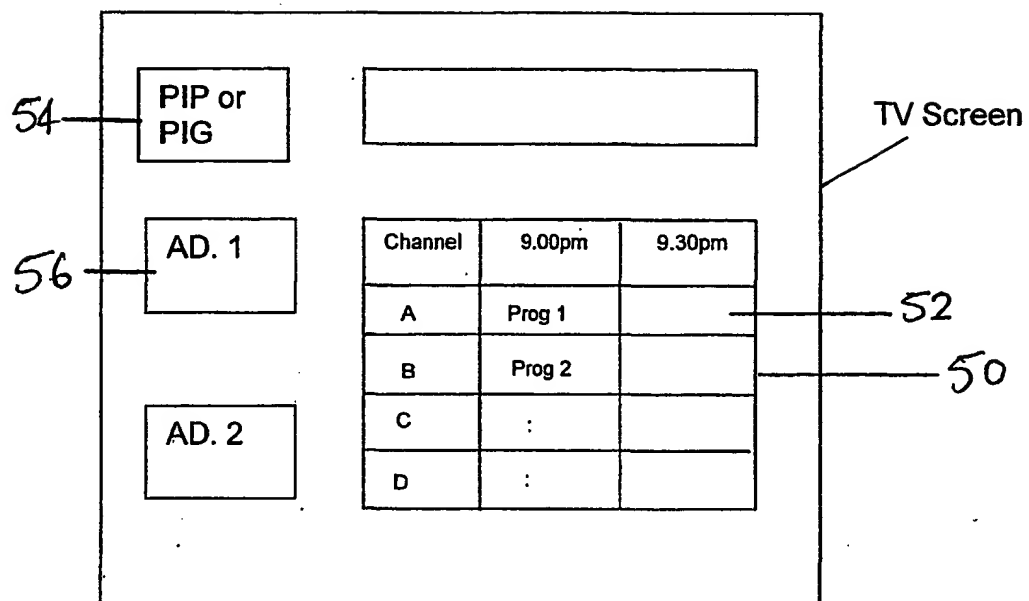 PIP or
PIG
54
TV Screen
AD. 1
56
Channel 9.00pm 9.30pm
A Prog 1
52
B Prog 2
50
C :
AD. 2
D :